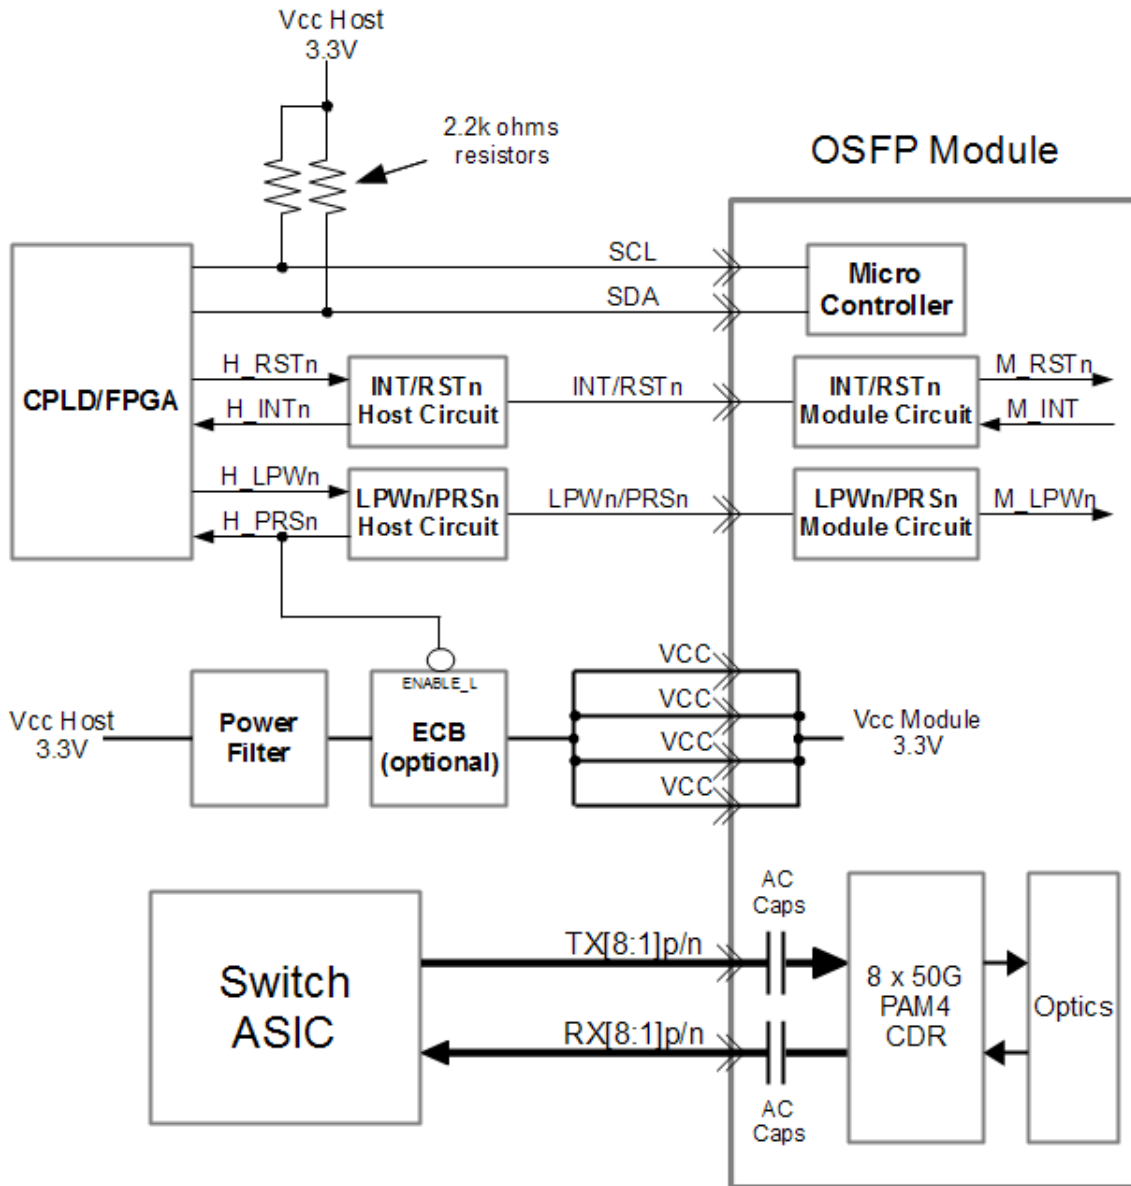 Vcc Host
3.3V
2.2k ohms
resistors
OSFP Module
SCL
SDA
Micro
Controller
CPLD/FPGA
H_RSTn
H_INTn
INT/RSTn
Host Circuit
INT/RSTn
INT/RSTn
Module Circuit
M_RSTn
M_INT
H_LPWn
H_PRSn
LPWn/PRSn
Host Circuit
LPWn/PRSn
LPWn/PRSn
Module Circuit
M_LPWn
Vcc Host
3.3V
Power
Filter
ENABLE_L
ECB
(optional)
VCC
VCC
VCC
VCC
Vcc Module
3.3V
Switch
ASIC
TX[8:1]p/n
RX[8:1]p/n
AC
Caps
AC
Caps
8 x 50G
PAM4
CDR
Optics